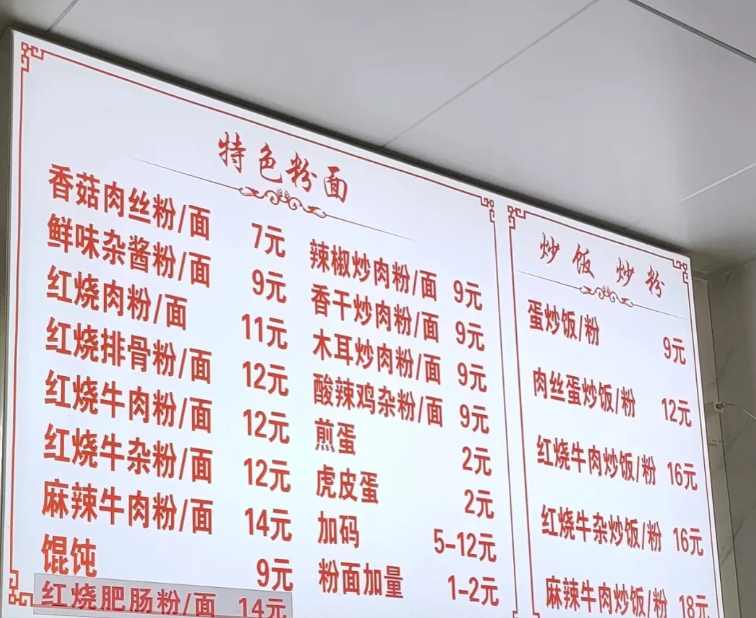 特色粉面
香菇肉丝粉/面 7元
鲜味杂酱粉/面 9元
红烧肉粉/面 11元
红烧排骨粉/面 12元
红烧牛肉粉/面 12元
红烧牛杂粉/面 12元
麻辣牛肉粉/面 14元
馄饨 9元
红烧肥肠粉/面 14元
辣椒炒肉粉/面 9元
香干炒肉粉/面 9元
木耳炒肉粉/面 9元
酸辣鸡杂粉/面 9元
煎蛋 2元
虎皮蛋 2元
加码 5-12元
粉面加量 1-2元
炒饭 炒粉
蛋炒饭/粉 9元
肉丝蛋炒饭/粉 12元
红烧牛肉炒饭/粉 16元
红烧牛杂炒饭/粉 16元
麻辣牛肉炒饭/粉 18元